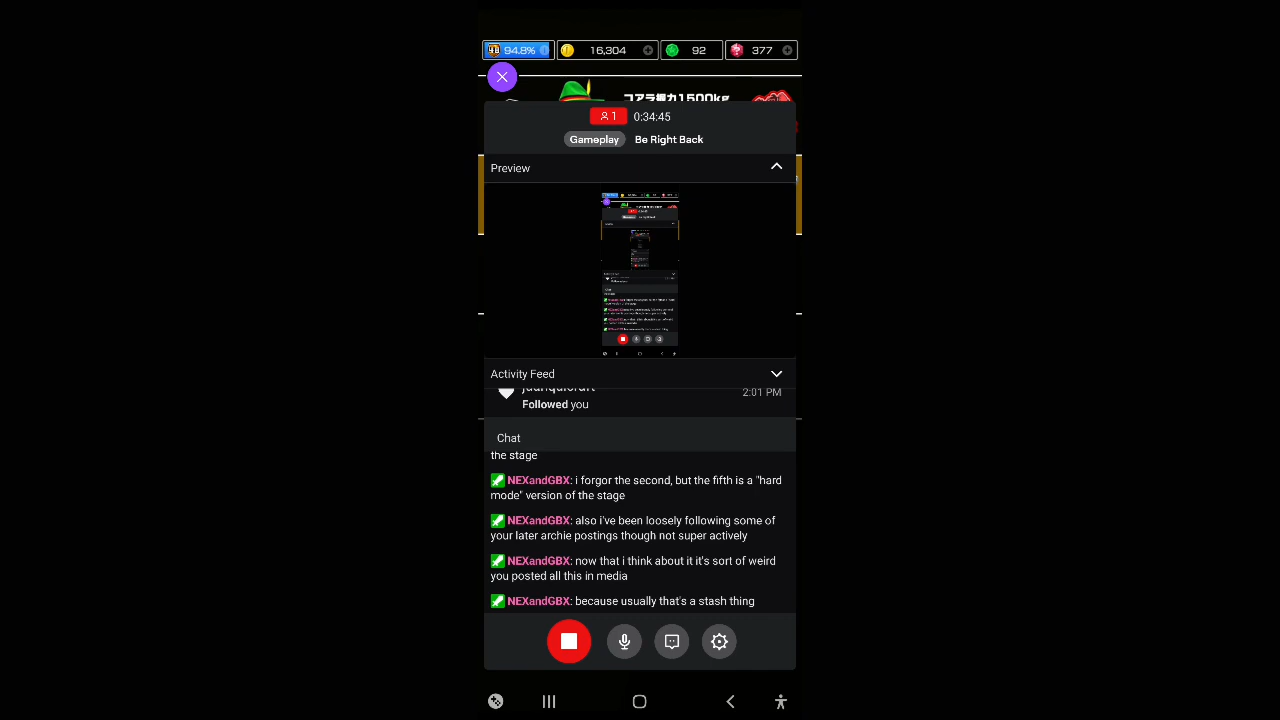 98 94.8% 16,304 92 377
コアラ握力1500kg
1 0:34:45
Gameplay Be Right Back
Preview
Activity Feed
Followed you 2:01 PM
Chat
the stage
NEXandGBX: i forgor the second, but the fifth is a "hard
mode" version of the stage
NEXandGBX: also i've been loosely following some of
your later archie postings though not super actively
NEXandGBX: now that i think about it it's sort of weird
you posted all this in media
NEXandGBX: because usually that's a stash thing